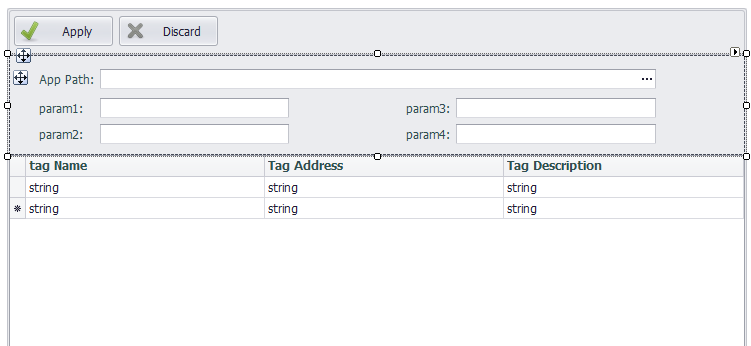 Apply Discard
App Path: ...
param1: param3:
param2: param4:
tag Name Tag Address Tag Description
string string string
* string string string